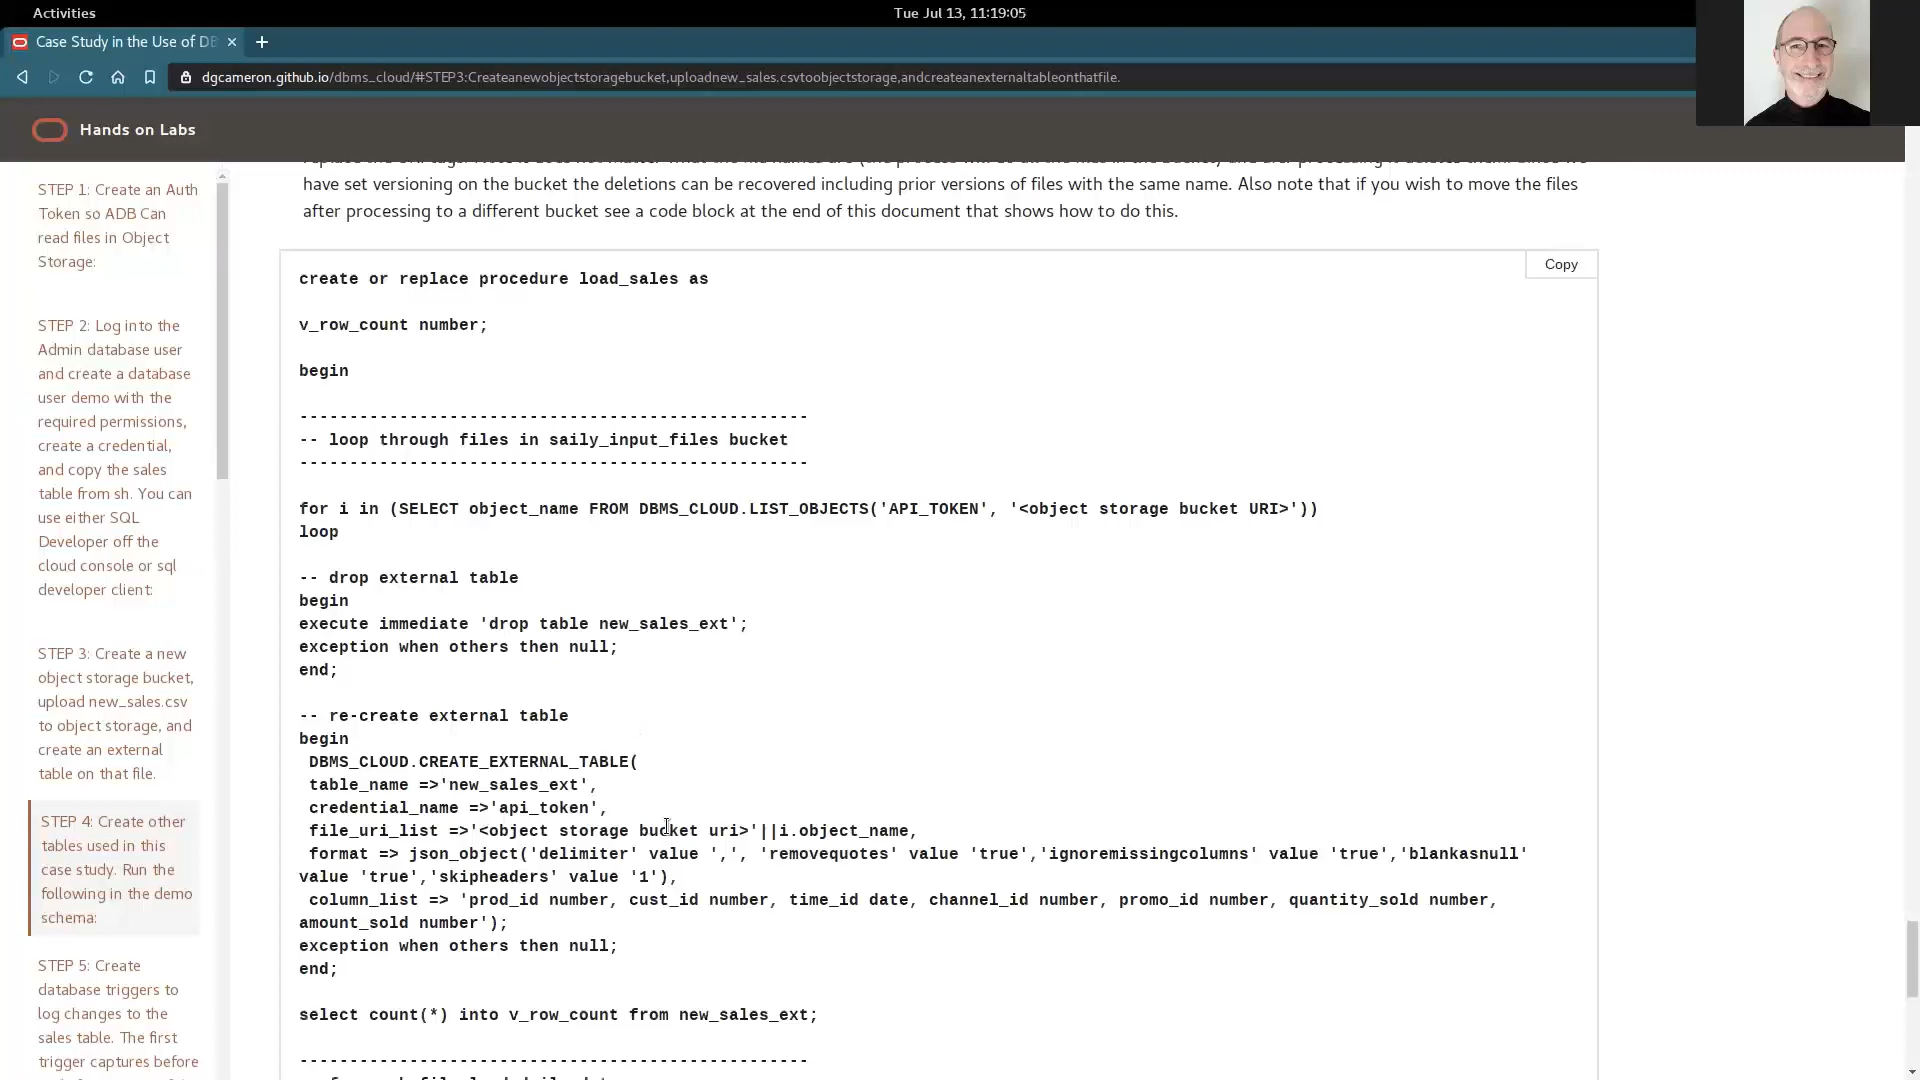 Activities
Tue Jul 13, 11:19:05
Case Study in the Use of DB
dgcameron.github.io/dbms_cloud/#STEP3:Createanewobjectstoragebucket,uploadnew_sales.csvtoobjectstorage,andcreateanexternaltableonthatfile.
Hands on Labs
STEP 1: Create an Auth
Token so ADB Can
read files in Object
Storage:
STEP 2: Log into the
Admin database user
and create a database
user demo with the
required permissions,
create a credential,
and copy the sales
table from sh. You can
use either SQL
Developer off the
cloud console or sql
developer client:
STEP 3: Create a new
object storage bucket,
upload new_sales.csv
to object storage, and
create an external
table on that file.
STEP 4: Create other
tables used in this
case study. Run the
following in the demo
schema:
STEP 5: Create
database triggers to
log changes to the
sales table. The first
trigger captures before
have set versioning on the bucket the deletions can be recovered including prior versions of files with the same name. Also note that if you wish to move the files
after processing to a different bucket see a code block at the end of this document that shows how to do this.
Copy
create or replace procedure load_sales as
v_row_count number;
begin
---------------------------------------------------
-- loop through files in saily_input_files bucket
---------------------------------------------------
for i in (SELECT object_name FROM DBMS_CLOUD.LIST_OBJECTS('API_TOKEN', '<object storage bucket URI>'))
loop
-- drop external table
begin
execute immediate 'drop table new_sales_ext';
exception when others then null;
end;
-- re-create external table
begin
DBMS_CLOUD.CREATE_EXTERNAL_TABLE(
table_name =>'new_sales_ext',
credential_name =>'api_token',
file_uri_list =>'<object storage bucket uri>'||i.object_name,
format => json_object('delimiter' value ',', 'removequotes' value 'true','ignoremissingcolumns' value 'true','blankasnull'
value 'true','skipheaders' value '1'),
column_list => 'prod_id number, cust_id number, time_id date, channel_id number, promo_id number, quantity_sold number,
amount_sold number');
exception when others then null;
end;
select count(*) into v_row_count from new_sales_ext;
---------------------------------------------------